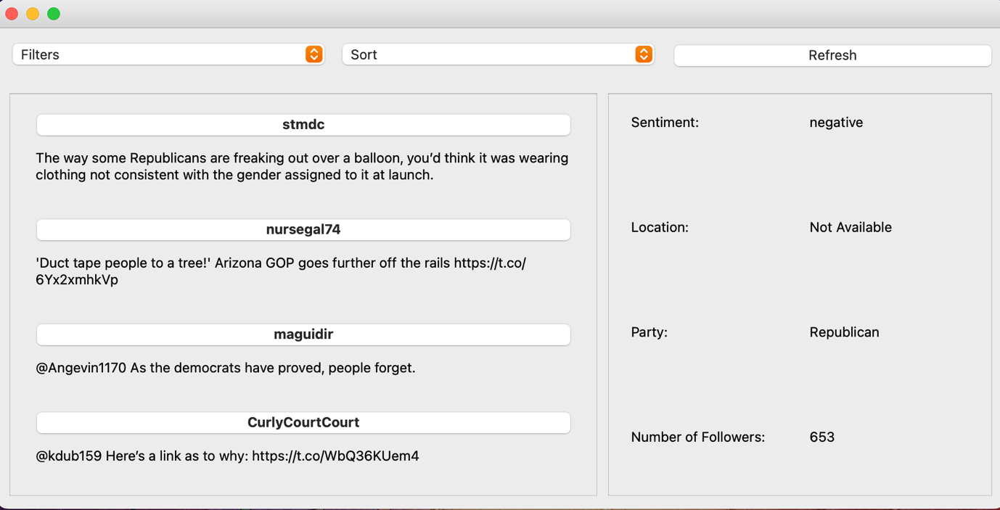 Filters
Sort
Refresh
stmdc
The way some Republicans are freaking out over a balloon, you’d think it was wearing
clothing not consistent with the gender assigned to it at launch.
nursegal74
'Duct tape people to a tree!' Arizona GOP goes further off the rails https://t.co/
6Yx2xmhkVp
maguidir
@Angevin1170 As the democrats have proved, people forget.
CurlyCourtCourt
@kdub159 Here’s a link as to why: https://t.co/WbQ36KUem4
Sentiment: negative
Location: Not Available
Party: Republican
Number of Followers: 653